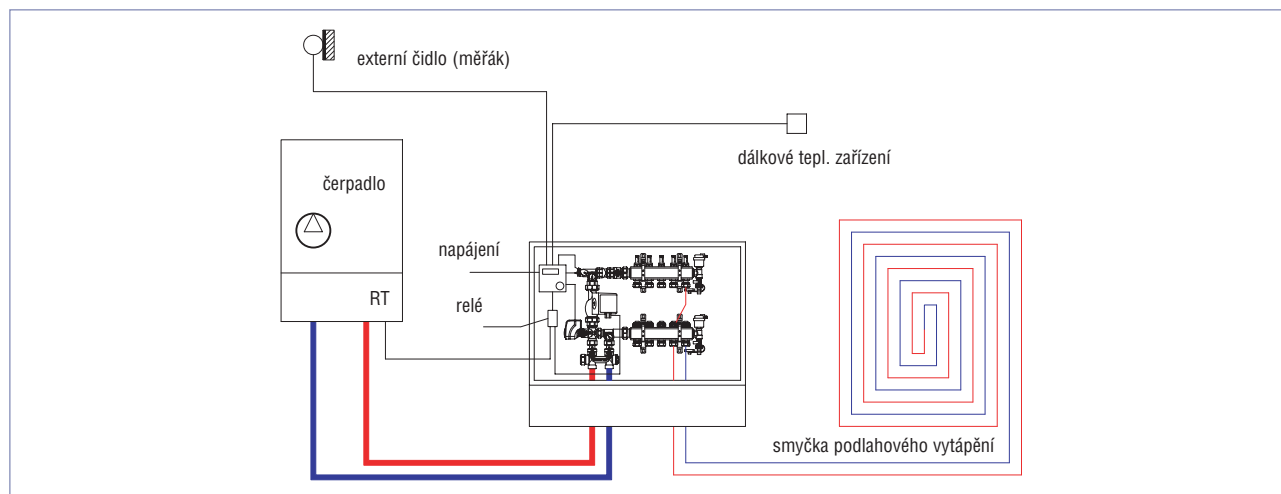 externí čidlo (měřák)
dálkové tepl. zařízení
čerpadlo
napájení
RT
relé
smyčka podlahového vytápění